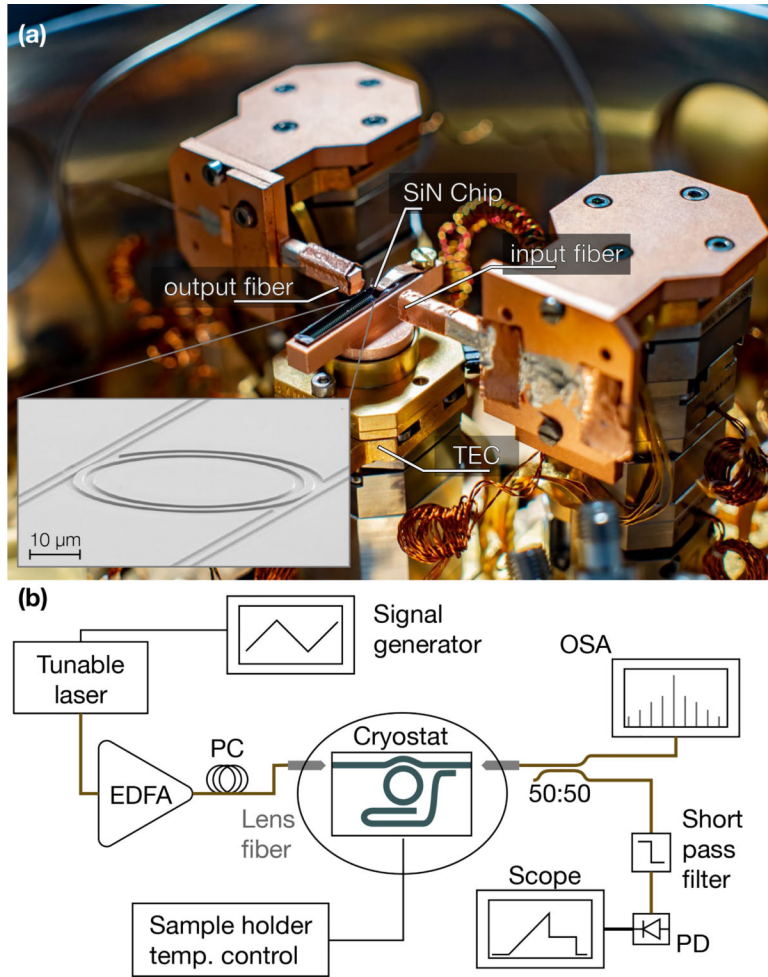 (a)
SiN Chip
input fiber
output fiber
TEC
10 µm
(b)
Signal
generator
OSA
Tunable
laser
Cryostat
PC
EDFA
50:50
Lens
fiber
Short
pass
filter
Scope
Sample holder
temp. control
PD